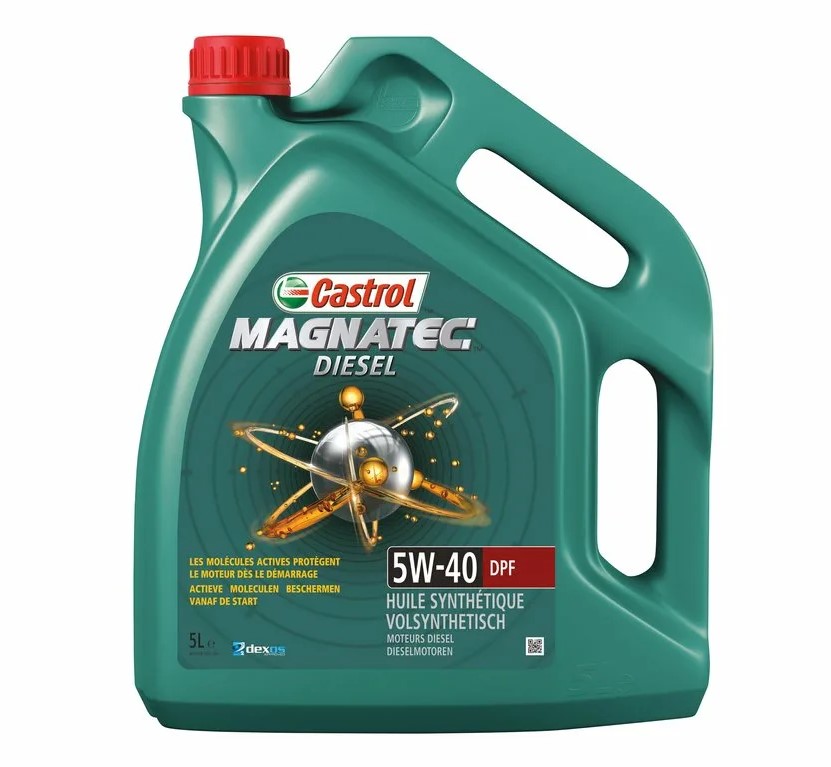 Castrol
MAGNATEC
DIESEL
LES MOLÉCULES ACTIVES PROTÈGENT
LE MOTEUR DÈS LE DÉMARRAGE
ACTIEVE MOLECULEN BESCHERMEN
VANAF DE START
5W-40 DPF
HUILE SYNTHÉTIQUE
VOLSYNTHETISCH
MOTEURS DIESEL
DIESELMOTOREN
5L
dexos